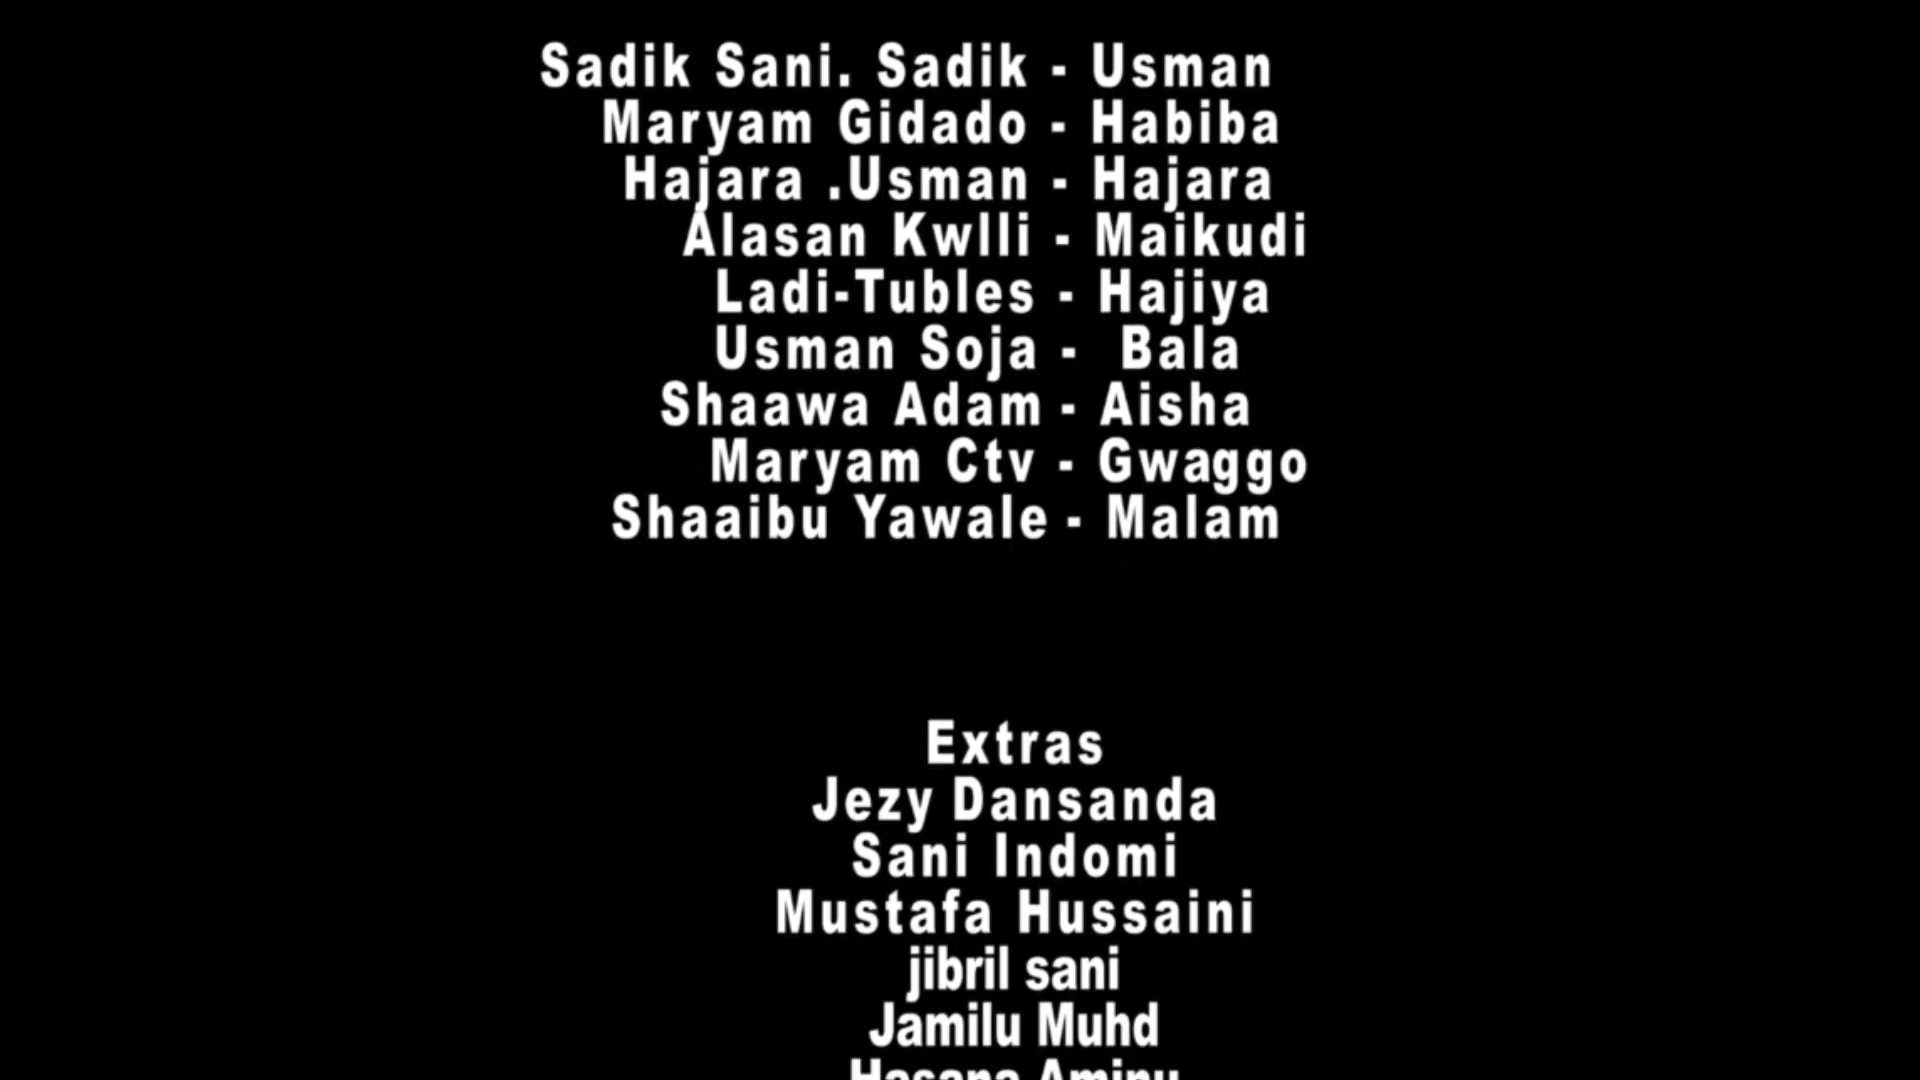 Sadik Sani. Sadik - Usman
Maryam Gidado - Habiba
Hajara .Usman - Hajara
Alasan Kwlli - Maikudi
Ladi-Tubles - Hajiya
Usman Soja - Bala
Shaawa Adam - Aisha
Maryam Ctv - Gwaggo
Shaaibu Yawale - Malam
Extras
Jezy Dansanda
Sani Indomi
Mustafa Hussaini
jibril sani
Jamilu Muhd
Hasana Aminu